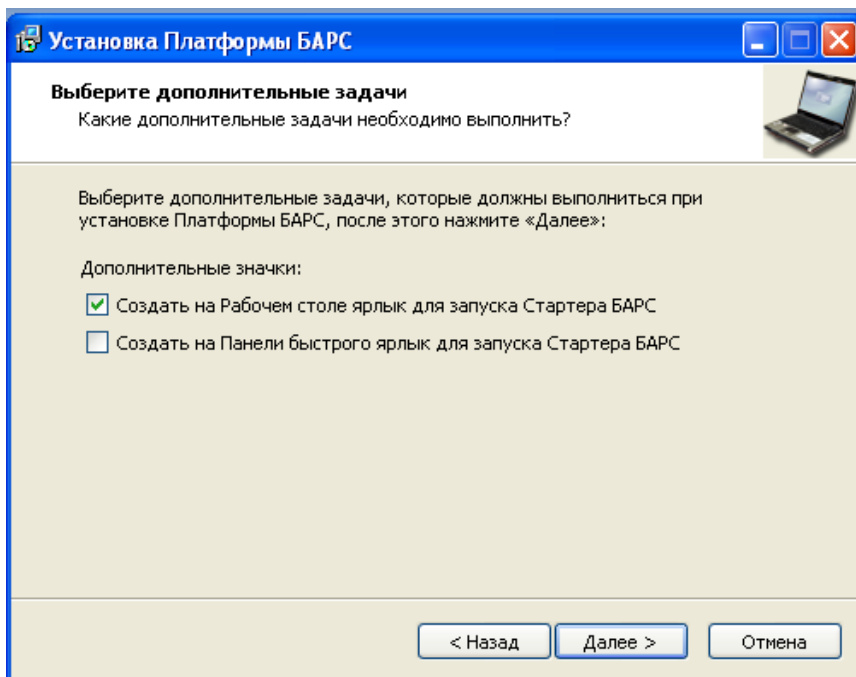 Установка Платформы БАРС
Выберите дополнительные задачи
Какие дополнительные задачи необходимо выполнить?
Выберите дополнительные задачи, которые должны выполниться при
установке Платформы БАРС, после этого нажмите «Далее»:
Дополнительные значки:
Создать на Рабочем столе ярлык для запуска Стартера БАРС
Создать на Панели быстрого ярлык для запуска Стартера БАРС
< Назад
Далее >
Отмена